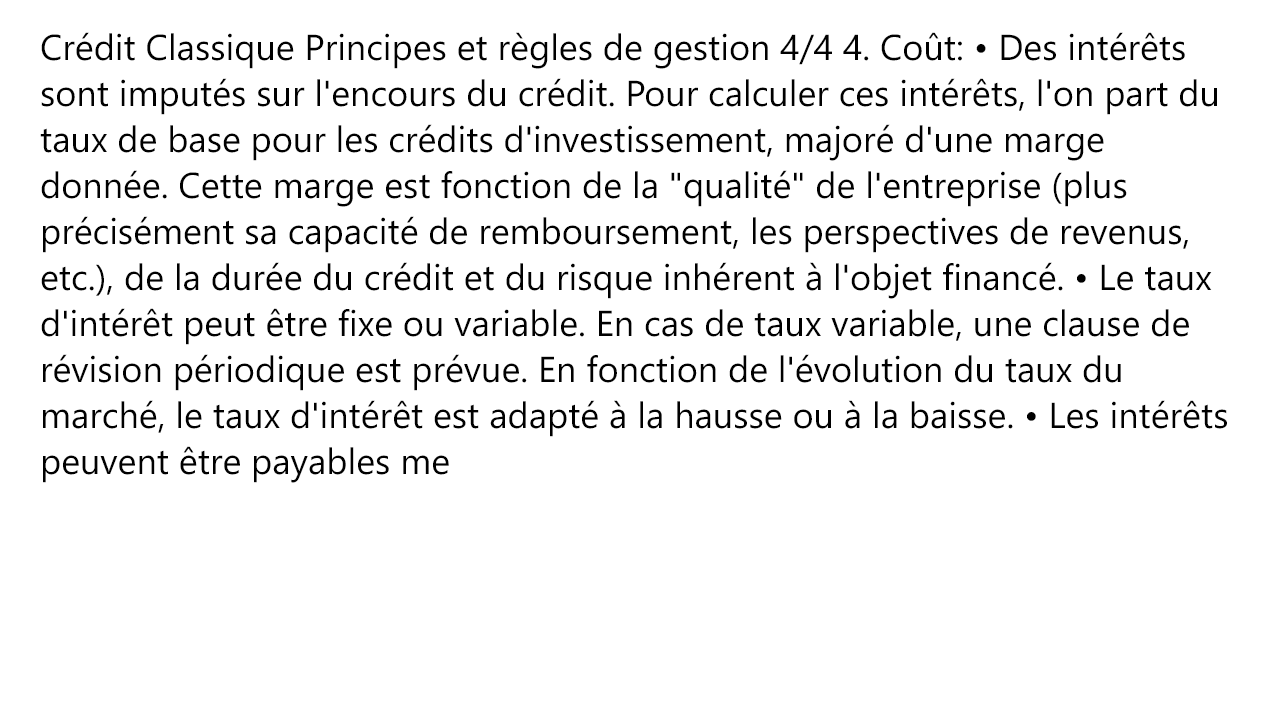 Crédit Classique Principes et règles de gestion 4/4 4. Coût: • Des intérêts
sont imputés sur l'encours du crédit. Pour calculer ces intérêts, l'on part du
taux de base pour les crédits d'investissement, majoré d'une marge
donnée. Cette marge est fonction de la "qualité" de l'entreprise (plus
précisément sa capacité de remboursement, les perspectives de revenus,
etc.), de la durée du crédit et du risque inhérent à l'objet financé. • Le taux
d'intérêt peut être fixe ou variable. En cas de taux variable, une clause de
révision périodique est prévue. En fonction de l'évolution du taux du
marché, le taux d'intérêt est adapté à la hausse ou à la baisse. • Les intérêts
peuvent être payables me